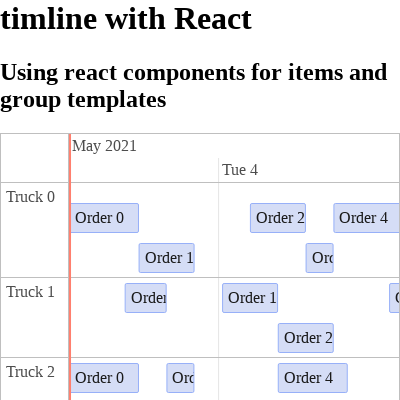 timline with React
Using react components for items and
group templates
May 2021
Tue 4
Truck 0
Order 0
Order 2
Order 4
Order 1
Truck 1
Order
Order 1
Order 2
Truck 2
Order 0
Order 4